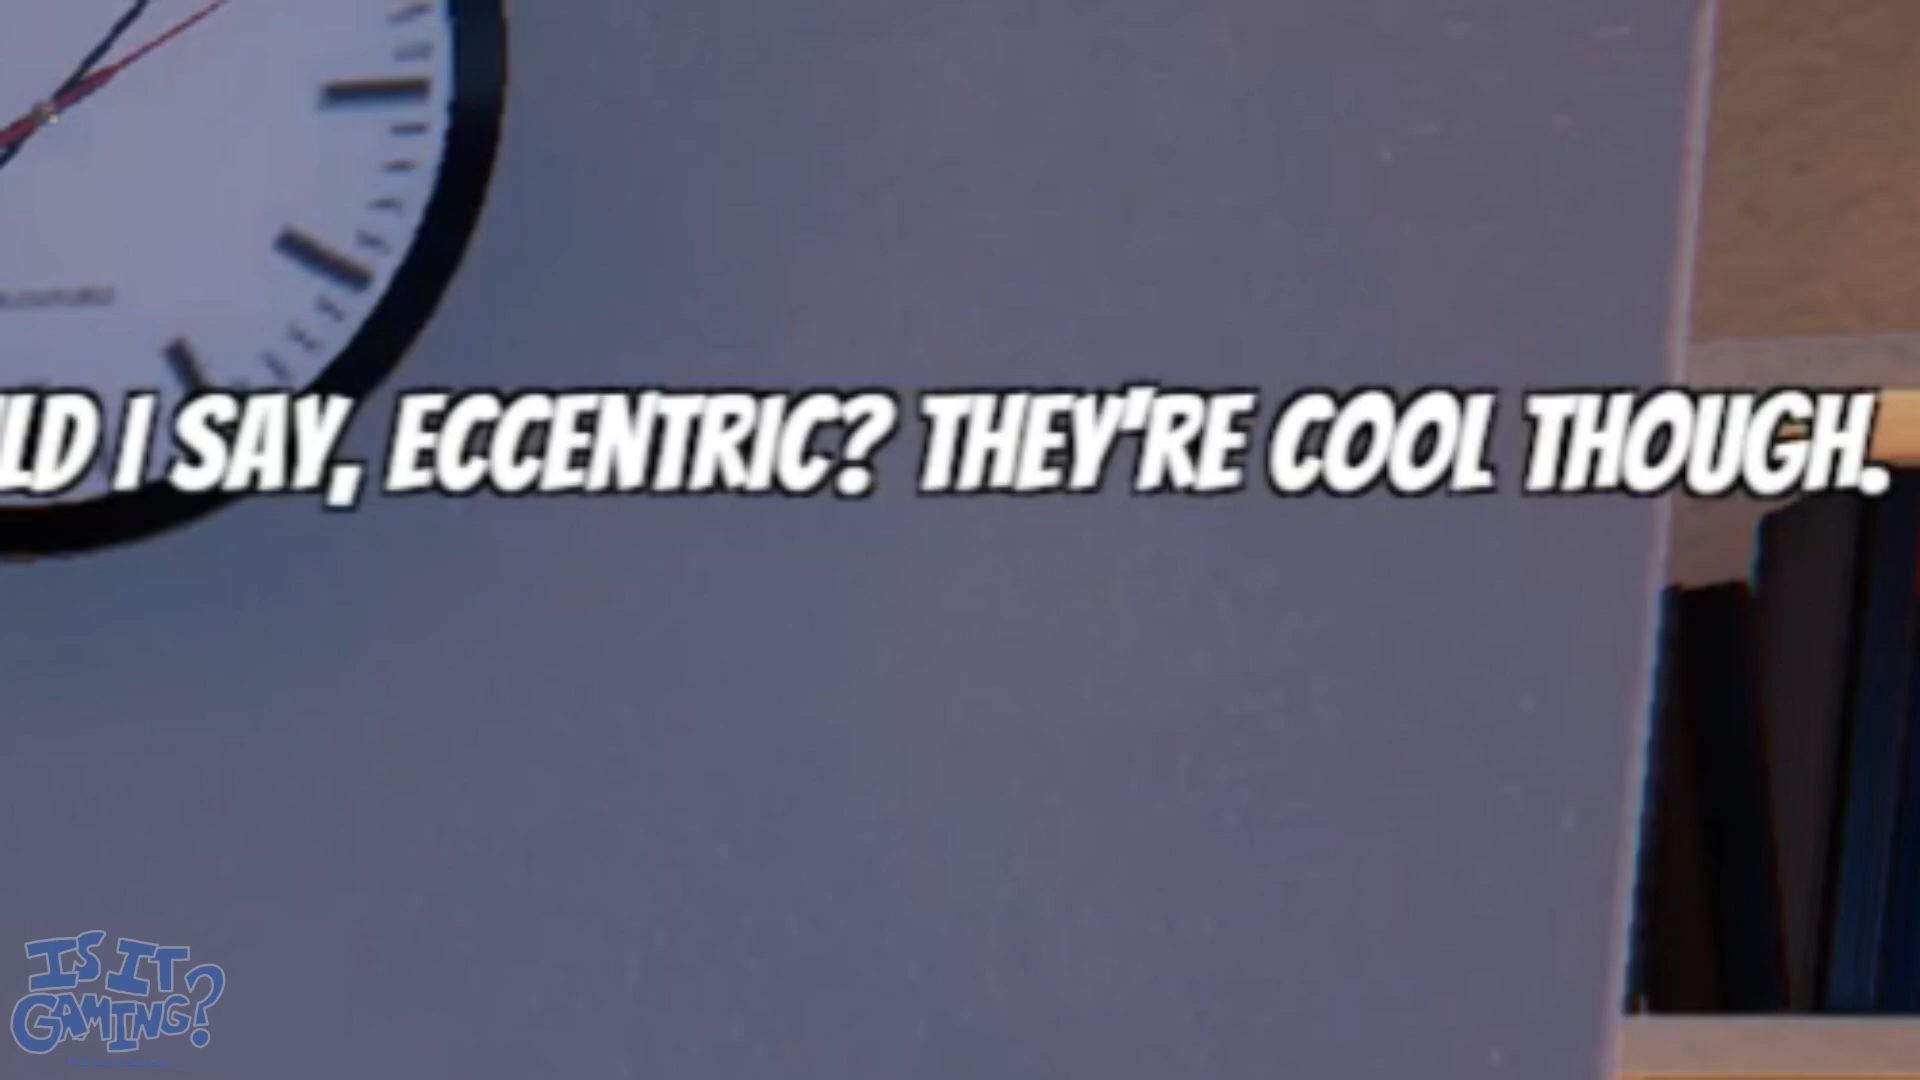 LD I SAY, ECCENTRIC? THEY'RE COOL THOUGH.
IS IT
GAMING?